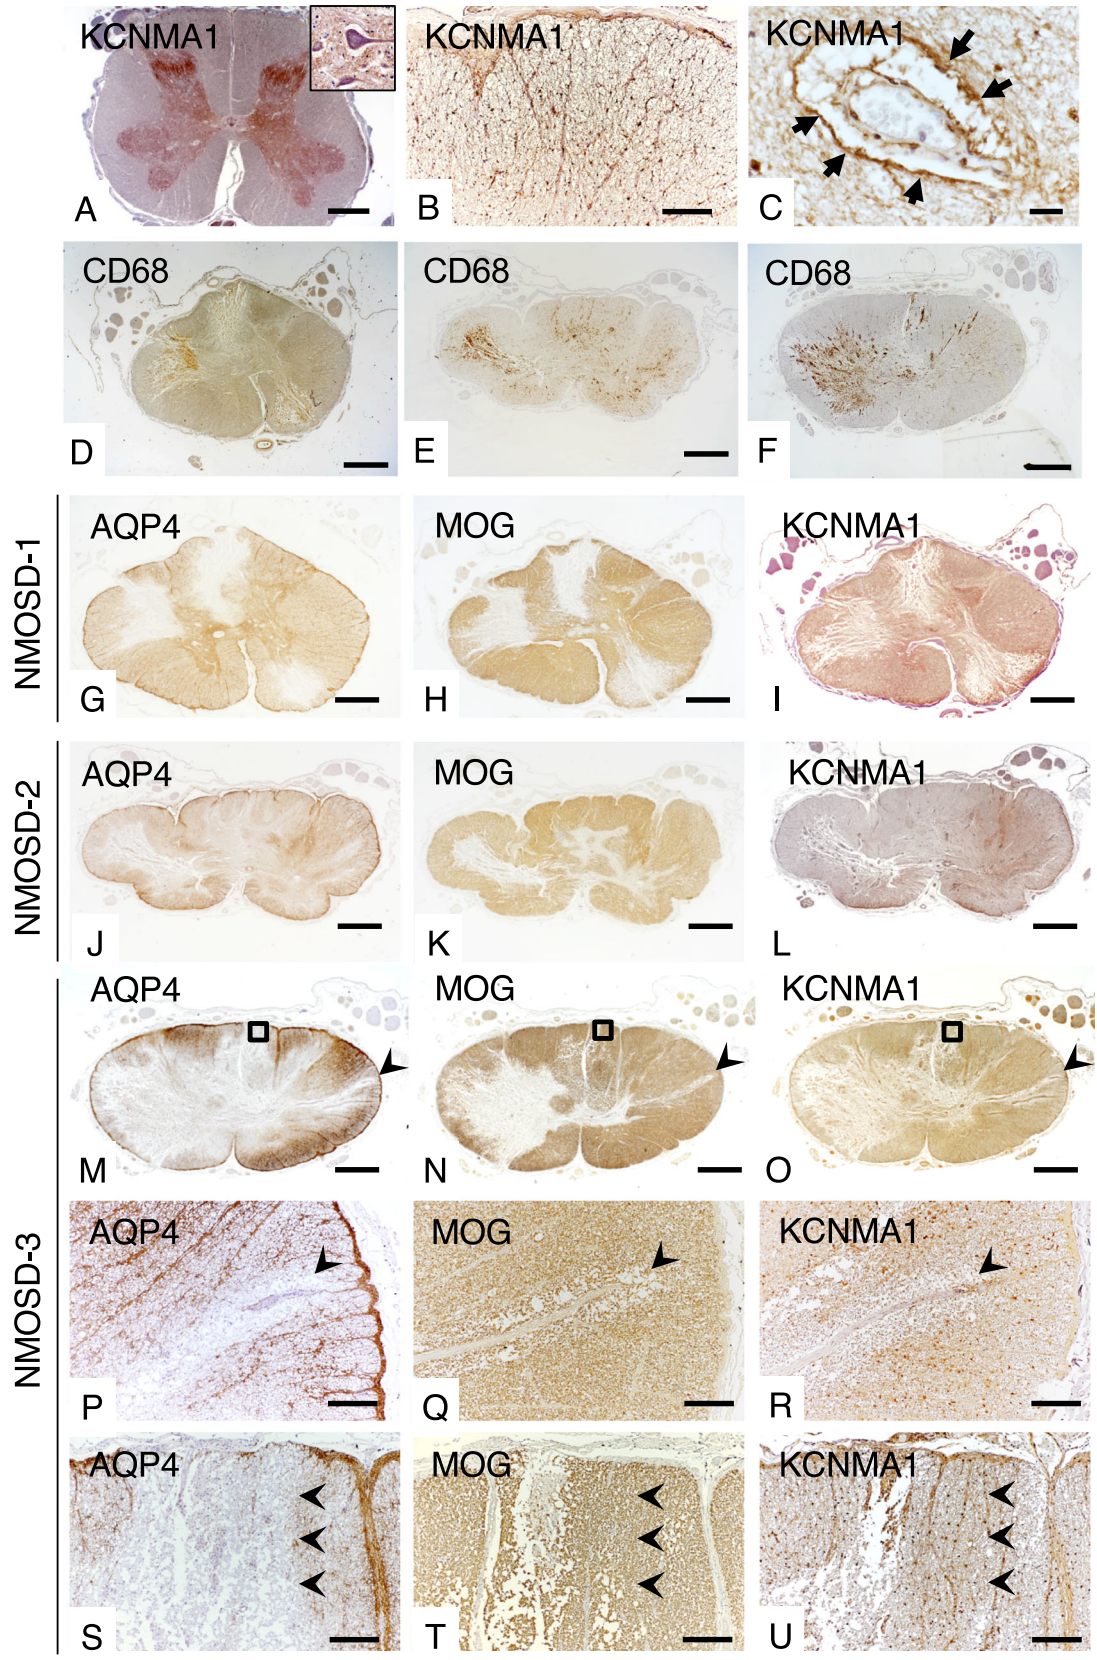 KCNMA1
KCNMA1
KCNMA1
A
B
C
CD68
CD68
CD68
D
E
F
NMOSD-1
AQP4
MOG
KCNMA1
G
H
I
NMOSD-2
AQP4
MOG
KCNMA1
J
K
L
NMOSD-3
AQP4
MOG
KCNMA1
M
N
O
AQP4
MOG
KCNMA1
P
Q
R
AQP4
MOG
KCNMA1
S
T
U